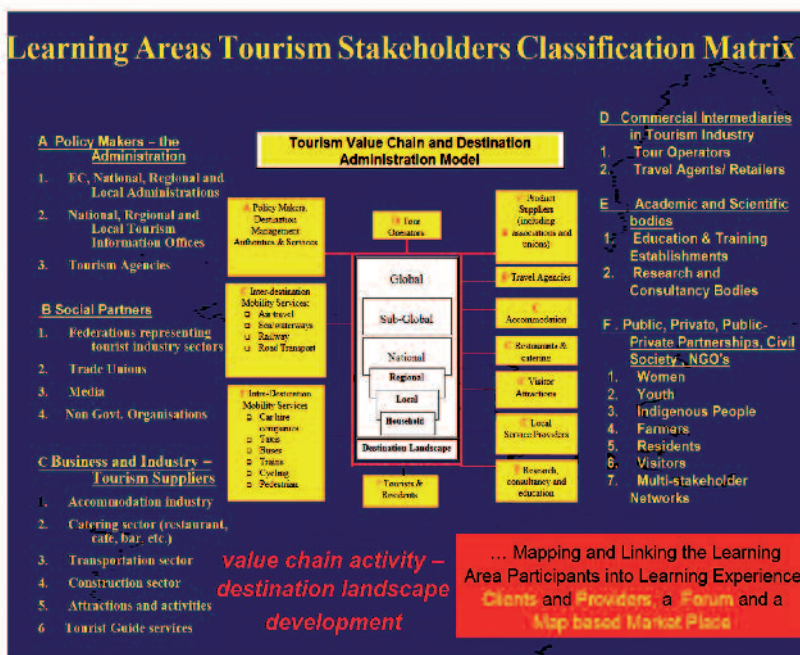 Learning Areas Tourism Stakeholders Classification Matrix
A Policy Makers – the
Administration
1. EC, National, Regional and
Local Administrations
2. National, Regional and
Local Tourism
Information Offices
3. Tourism Agencies
B Social Partners
1. Federations representing
tourist industry sectors
2. Trade Unions
3. Media
4. Non Govt. Organisations
C Business and Industry –
Tourism Suppliers
1. Accommodation industry
2. Catering sector (restaurant,
cafe, bar, etc.)
3. Transportation sector
4. Construction sector
5. Attractions and activities
6 Tourist Guide services
Tourism Value Chain and Destination
Administration Model
A Policy Makers,
Destination
Management
Authorities & Services
C Inter-destination
Mobility Services:
Air travel
Sea/waterways
Railway
Road Transport
Intra-Destination
Mobility Services
Car hire
companies
Taxis
Buses
Trains
Cycling
Pedestrian
D Tour
Operators
Global
Sub-Global
National
Regional
Local
Household
Destination Landscape
Tourists &
Residents
Product
Suppliers
(including
associations and
unions)
Travel Agencies
Accommodation
Restaurants &
catering
Visitor
Attractions
Local
Service Providers
Research,
consultancy and
education
D Commercial Intermediaries
in Tourism Industry
1. Tour Operators
2. Travel Agents/ Retailers
E Academic and Scientific
bodies
1. Education & Training
Establishments
2. Research and
Consultancy Bodies
F. Public, Private, Public-
Private Partnerships, Civil
Society, NGO's
1. Women
2. Youth
3. Indigenous People
4. Farmers
5. Residents
6. Visitors
7. Multi-stakeholder
Networks
value chain activity –
destination landscape
development
... Mapping and Linking the Learning
Area Participants into Learning Experience
Clients and Providers, a Forum and a
Map based Market Place